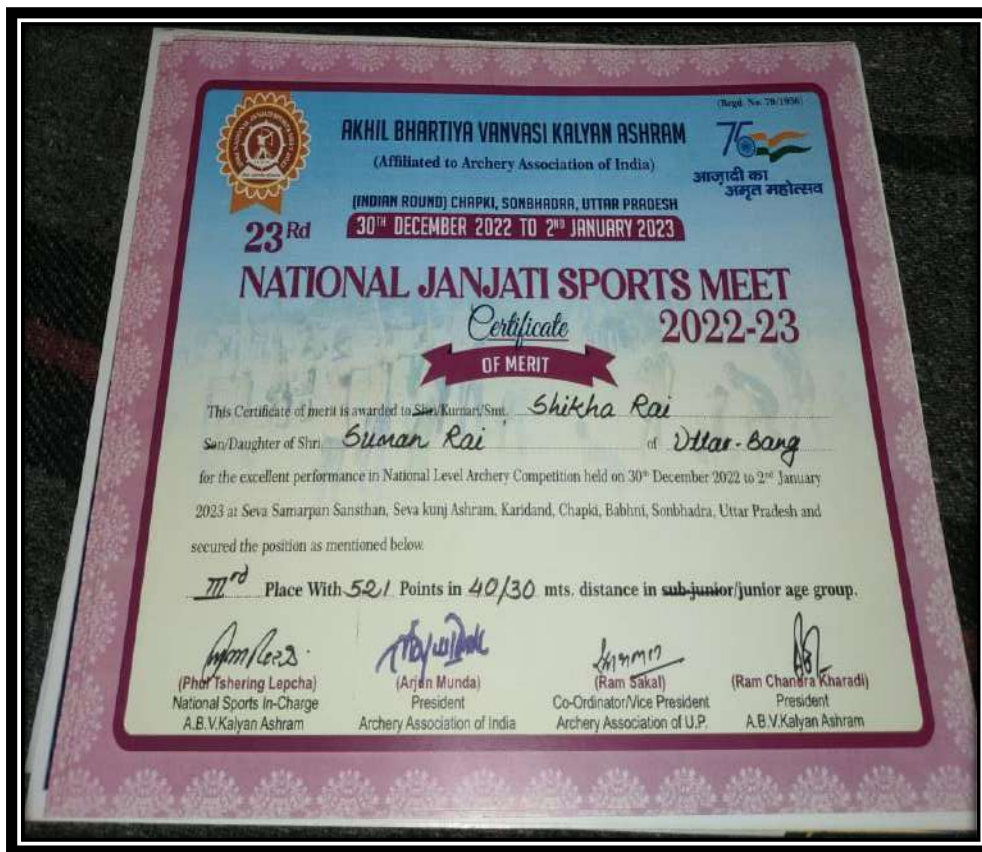 (Regd. No. 79/1956)
AKHIL BHARTIYA VANVASI KALYAN ASHRAM
(Affiliated to Archery Association of India)
75
आज़ादी का
अमृत महोत्सव
(INDIAN ROUND) CHAPKI, SONBHADRA, UTTAR PRADESH
23Rd
30TH DECEMBER 2022 TO 2ND JANUARY 2023
NATIONAL JANJATI SPORTS MEET
Certificate 2022-23
OF MERIT
This Certificate of merit is awarded to Shri/Kumari/Smt. Shikha Rai
Son/Daughter of Shri Suman Rai of Uttar-Bang
for the excellent performance in National Level Archery Competition held on 30th December 2022 to 2nd January
2023 at Seva Samarpan Sansthan, Seva kunj Ashram, Karidand, Chapki, Babhni, Sonbhadra, Uttar Pradesh and
secured the position as mentioned below.
IIIrd Place With 521 Points in 40/30 mts. distance in sub-junior/junior age group.
(Phor Tshering Lepcha) (Arjun Munda) (Ram Sakal) (Ram Chandra Kharadi)
National Sports In-Charge President Co-Ordinator/Vice President President
A.B.V.Kalyan Ashram Archery Association of India Archery Association of U.P. A.B.V.Kalyan Ashram